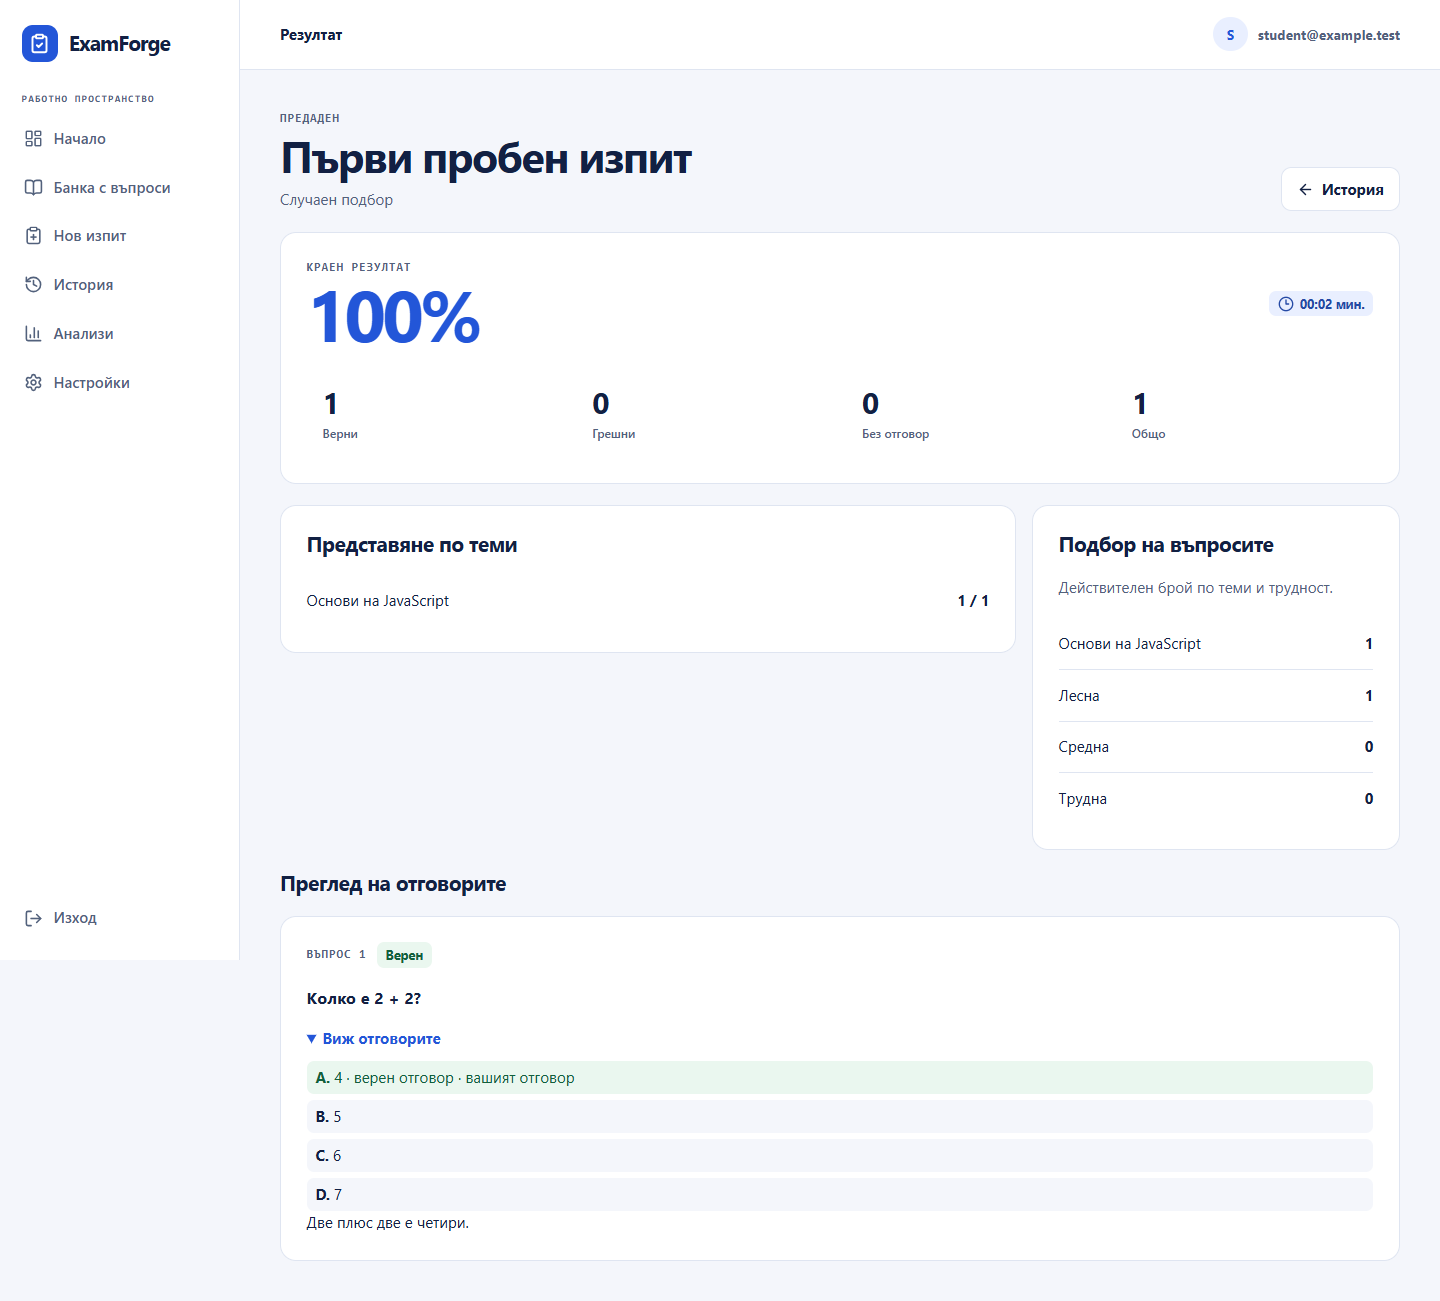 ExamForge
РАБОТНО ПРОСТРАНСТВО
Начало
Банка с въпроси
Нов изпит
История
Анализи
Настройки
Изход
Резултат
S student@example.test
ПРЕДАДЕН
Първи пробен изпит
Случаен подбор
← История
КРАЕН РЕЗУЛТАТ
100%
00:02 мин.
1
Верни
0
Грешни
0
Без отговор
1
Общо
Представяне по теми
Основи на JavaScript 1 / 1
Подбор на въпросите
Действителен брой по теми и трудност.
Основи на JavaScript 1
Лесна 1
Средна 0
Трудна 0
Преглед на отговорите
ВЪПРОС 1 Верен
Колко е 2 + 2?
▼ Виж отговорите
A. 4 · верен отговор · вашият отговор
B. 5
C. 6
D. 7
Две плюс две е четири.